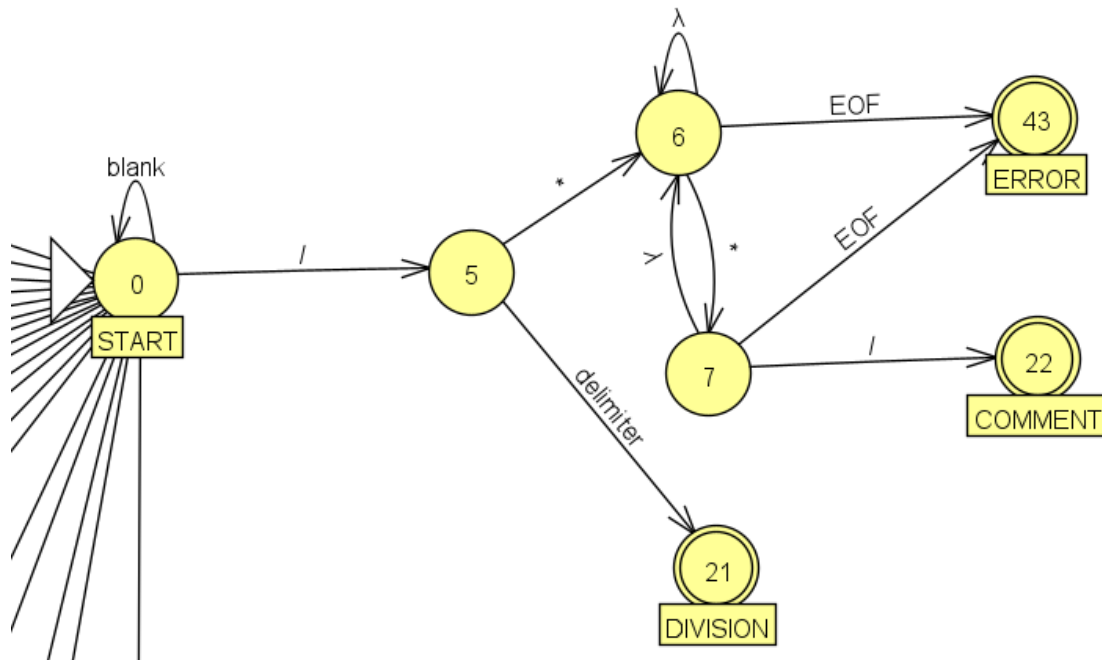 λ
EOF
6
43
ERROR
blank
*
*
EOF
λ
0
START
/
5
7
/
22
COMMENT
delimiter
21
DIVISION